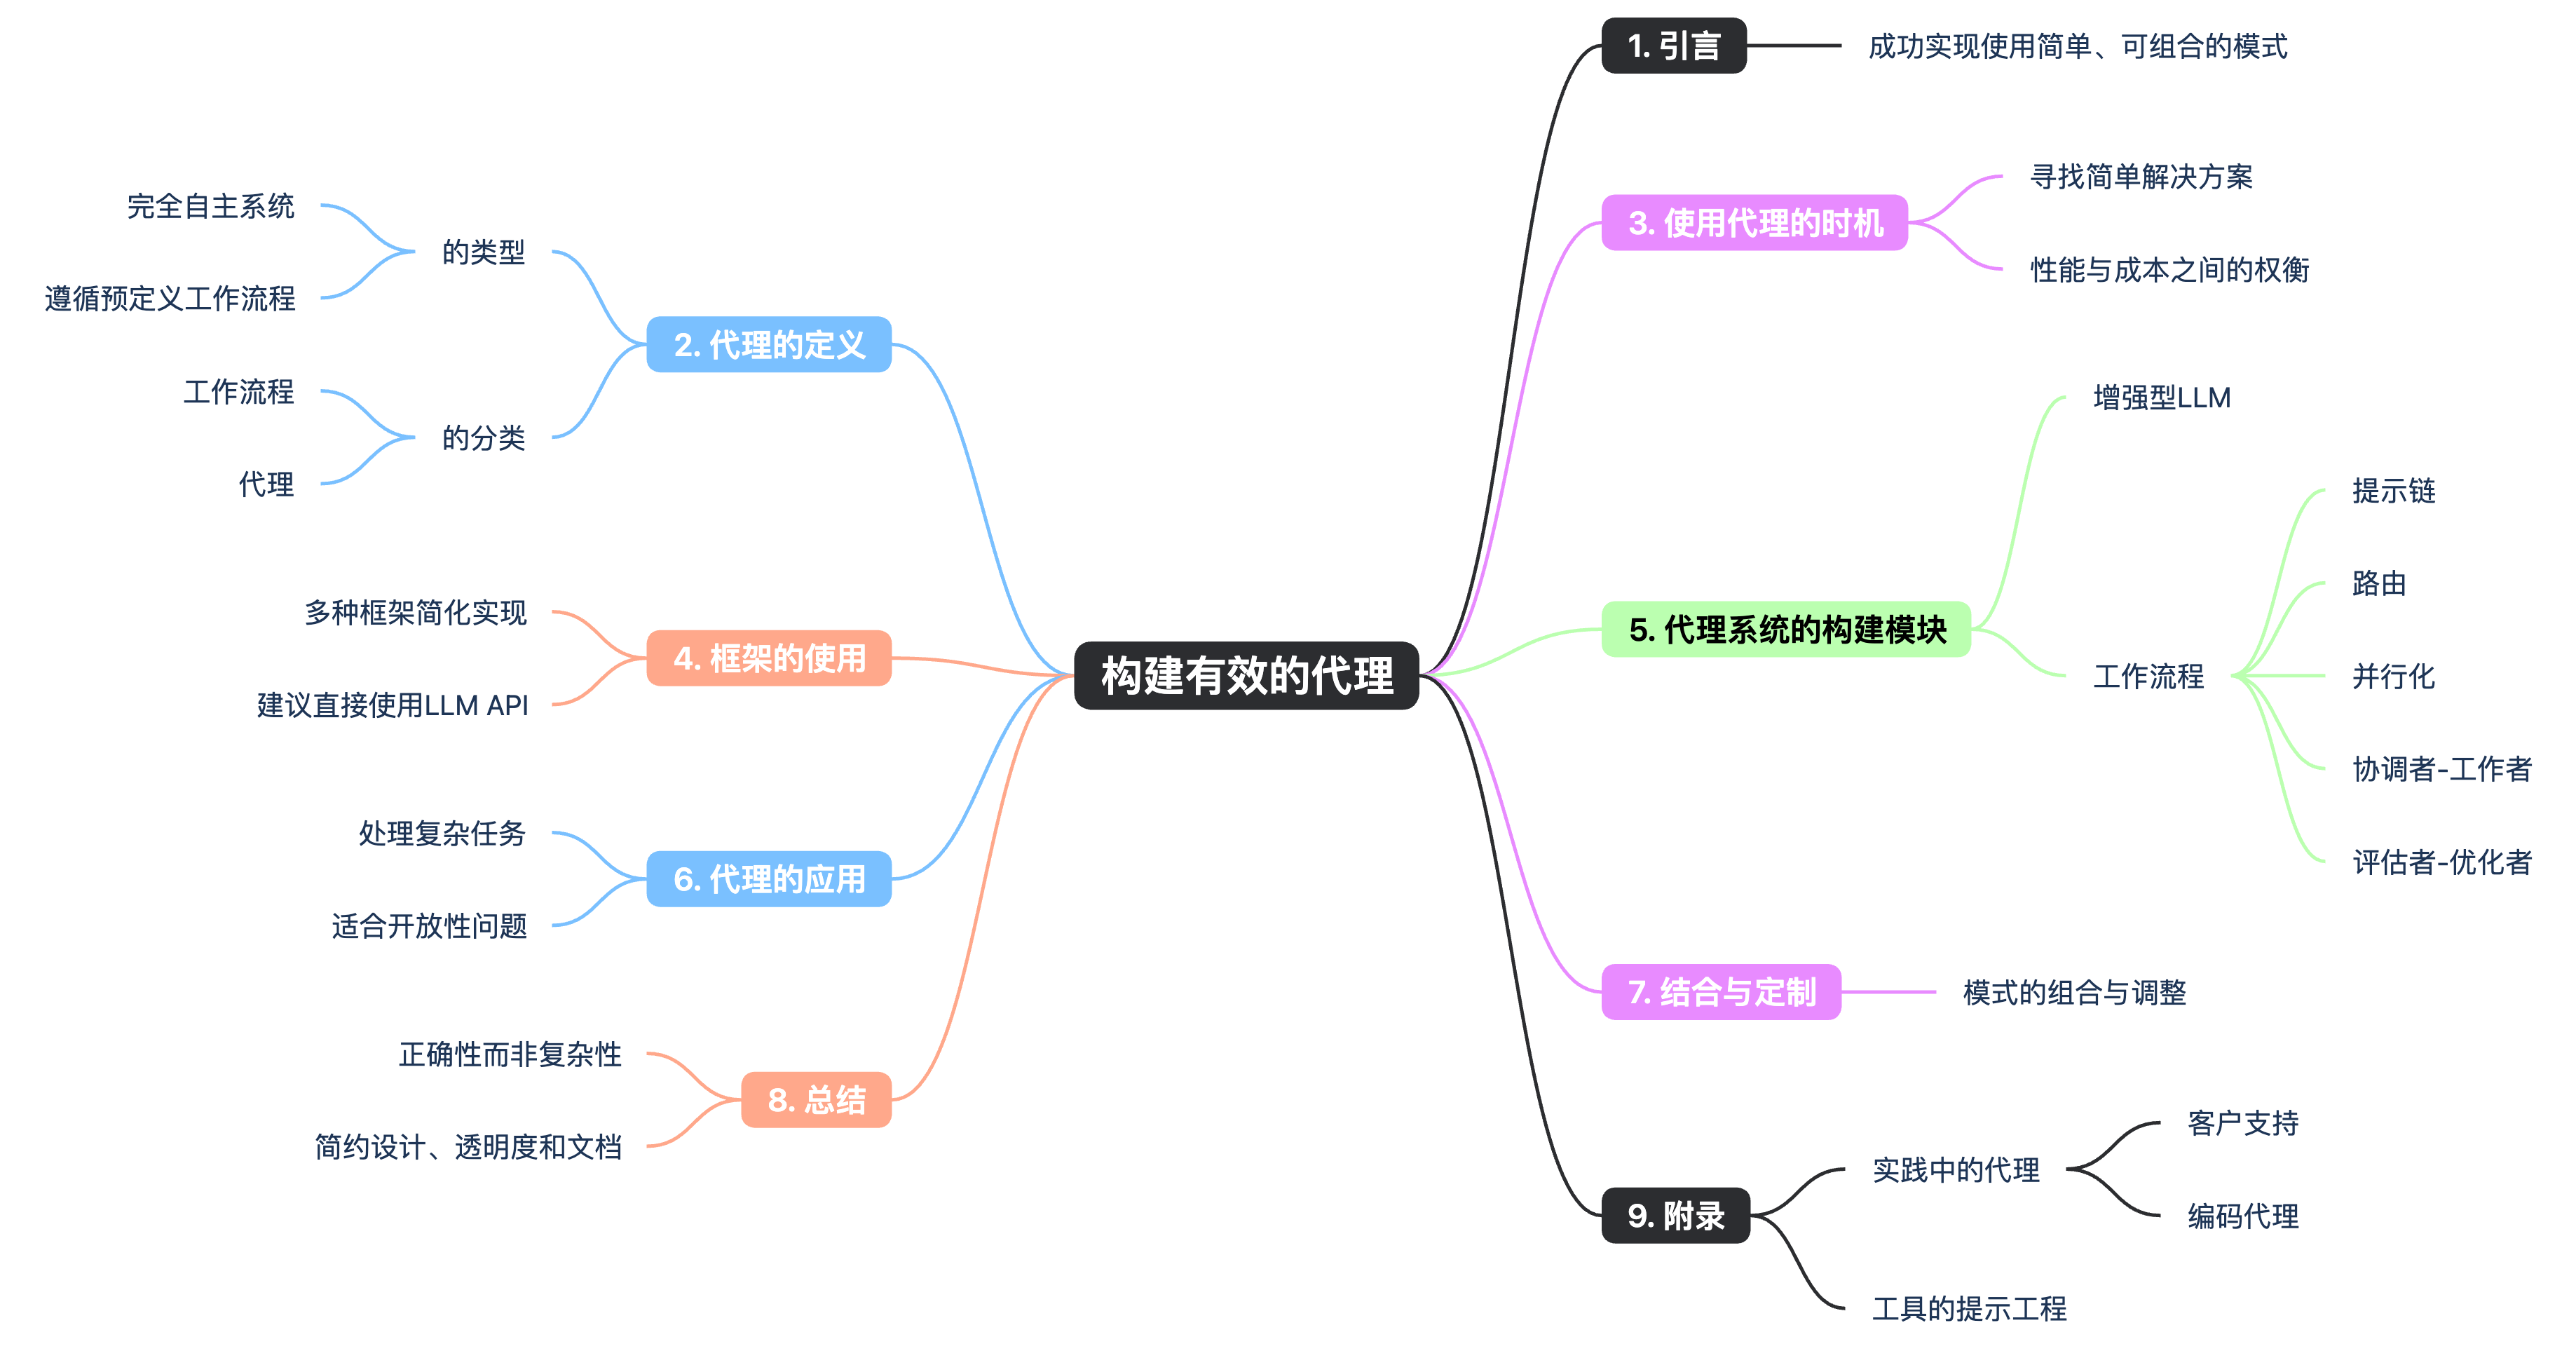 构建有效的代理
1. 引言
成功实现使用简单、可组合的模式
2. 代理的定义
的类型
完全自主系统
遵循预定义工作流程
的分类
工作流程
代理
3. 使用代理的时机
寻找简单解决方案
性能与成本之间的权衡
4. 框架的使用
多种框架简化实现
建议直接使用LLM API
5. 代理系统的构建模块
增强型LLM
工作流程
提示链
路由
并行化
协调者-工作者
评估者-优化者
6. 代理的应用
处理复杂任务
适合开放性问题
7. 结合与定制
模式的组合与调整
8. 总结
正确性而非复杂性
简约设计、透明度和文档
9. 附录
实践中的代理
客户支持
编码代理
工具的提示工程